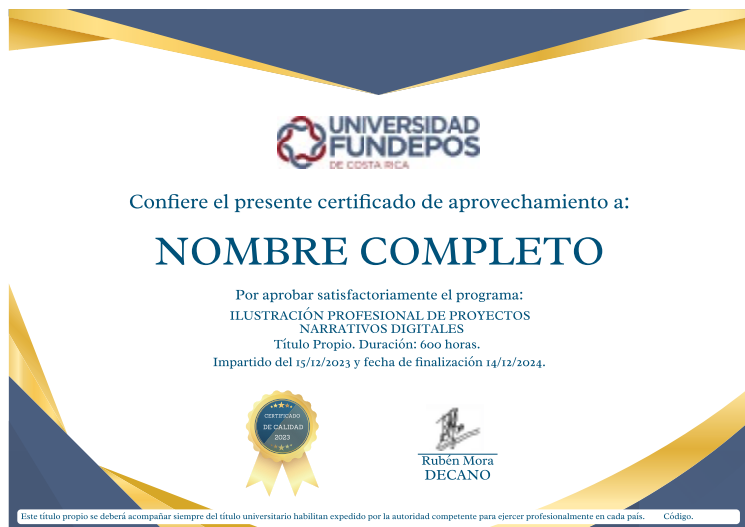 UNIVERSIDAD
FUNDEPOS
DE COSTA RICA
Confiere el presente certificado de aprovechamiento a:
NOMBRE COMPLETO
Por aprobar satisfactoriamente el programa:
ILUSTRACIÓN PROFESIONAL DE PROYECTOS
NARRATIVOS DIGITALES
Título Propio. Duración: 600 horas.
Impartido del 15/12/2023 y fecha de finalización 14/12/2024.
CERTIFICADO
DE CALIDAD
2023
Rubén Mora
DECANO
Este título propio se deberá acompañar siempre del título universitario habilitan expedido por la autoridad competente para ejercer profesionalmente en cada país. Código.